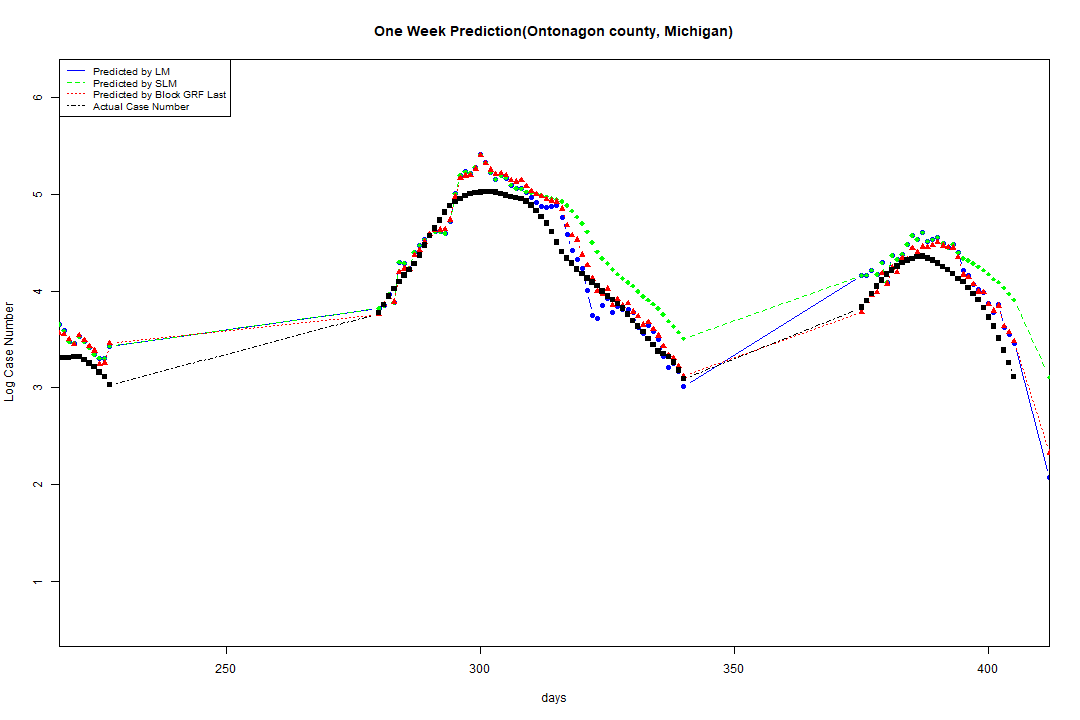 One Week Prediction(Ontonagon county, Michigan)
Predicted by LM
Predicted by SLM
Predicted by Block GRF Last
Actual Case Number
6
5
4
3
2
1
Log Case Number
250 300 350 400
days